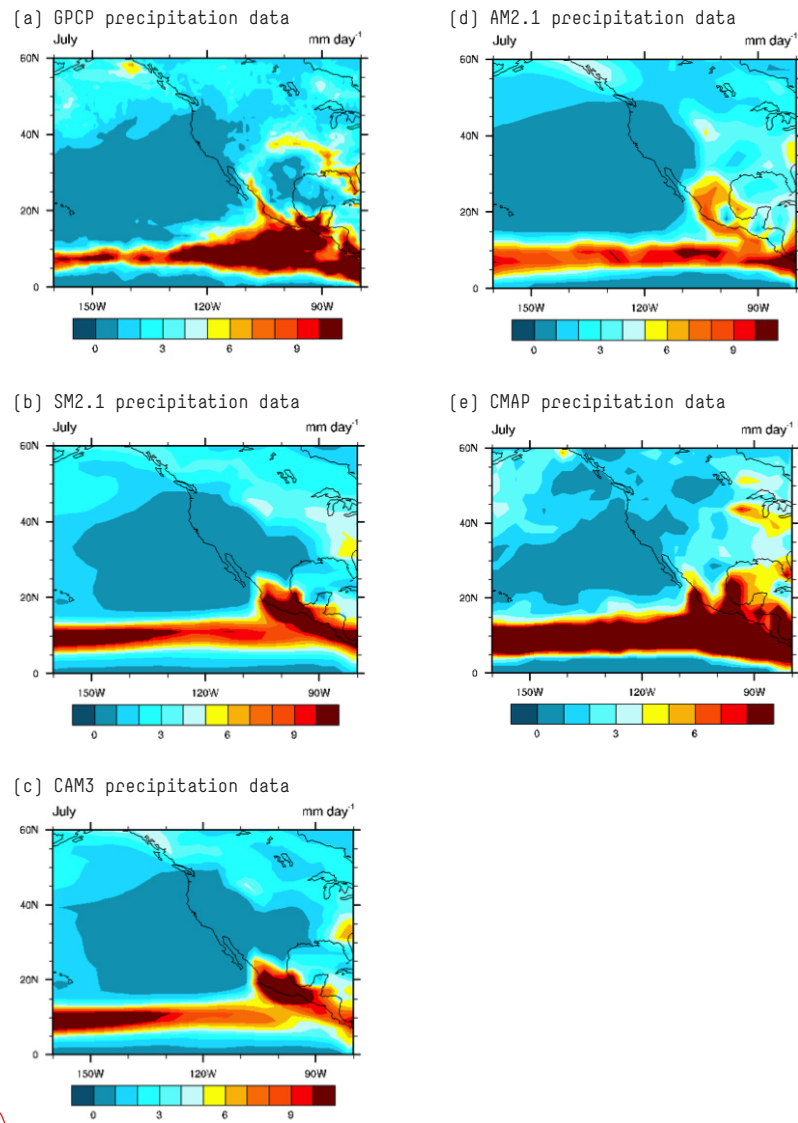 (a) GPCP precipitation data
July mm day-1
60N
40N
20N
0
150W 120W 90W
0 3 6 9
(b) SM2.1 precipitation data
July mm day-1
60N
40N
20N
0
150W 120W 90W
0 3 6 9
(c) CAM3 precipitation data
July mm day-1
60N
40N
20N
0
150W 120W 90W
0 3 6 9
(d) AM2.1 precipitation data
July mm day-1
60N
40N
20N
0
150W 120W 90W
0 3 6 9
(e) CMAP precipitation data
July mm day-1
60N
40N
20N
0
150W 120W 90W
0 3 6 9